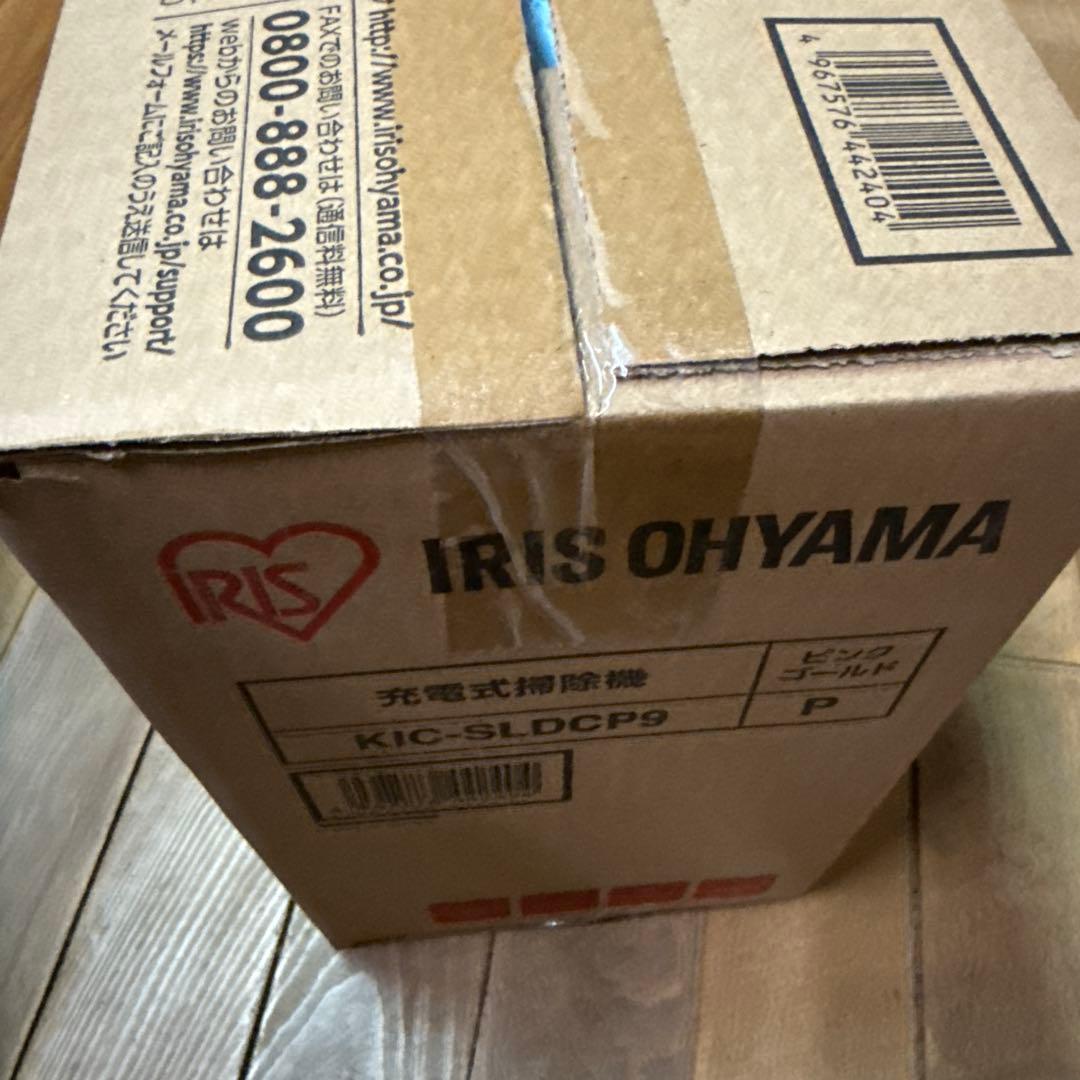 http://www.irisohyama.co.jp/
FAXでのお問い合わせは(通信料無料)
0800-888-2600
webからのお問い合わせは
https://www.irisohyama.co.jp/support/
メールフォームにご記入のうえ送信してください
4 967576 442404
IRIS
IRIS OHYAMA
充電式掃除機
ピンク
ゴールド
KIC-SLDCP9
P